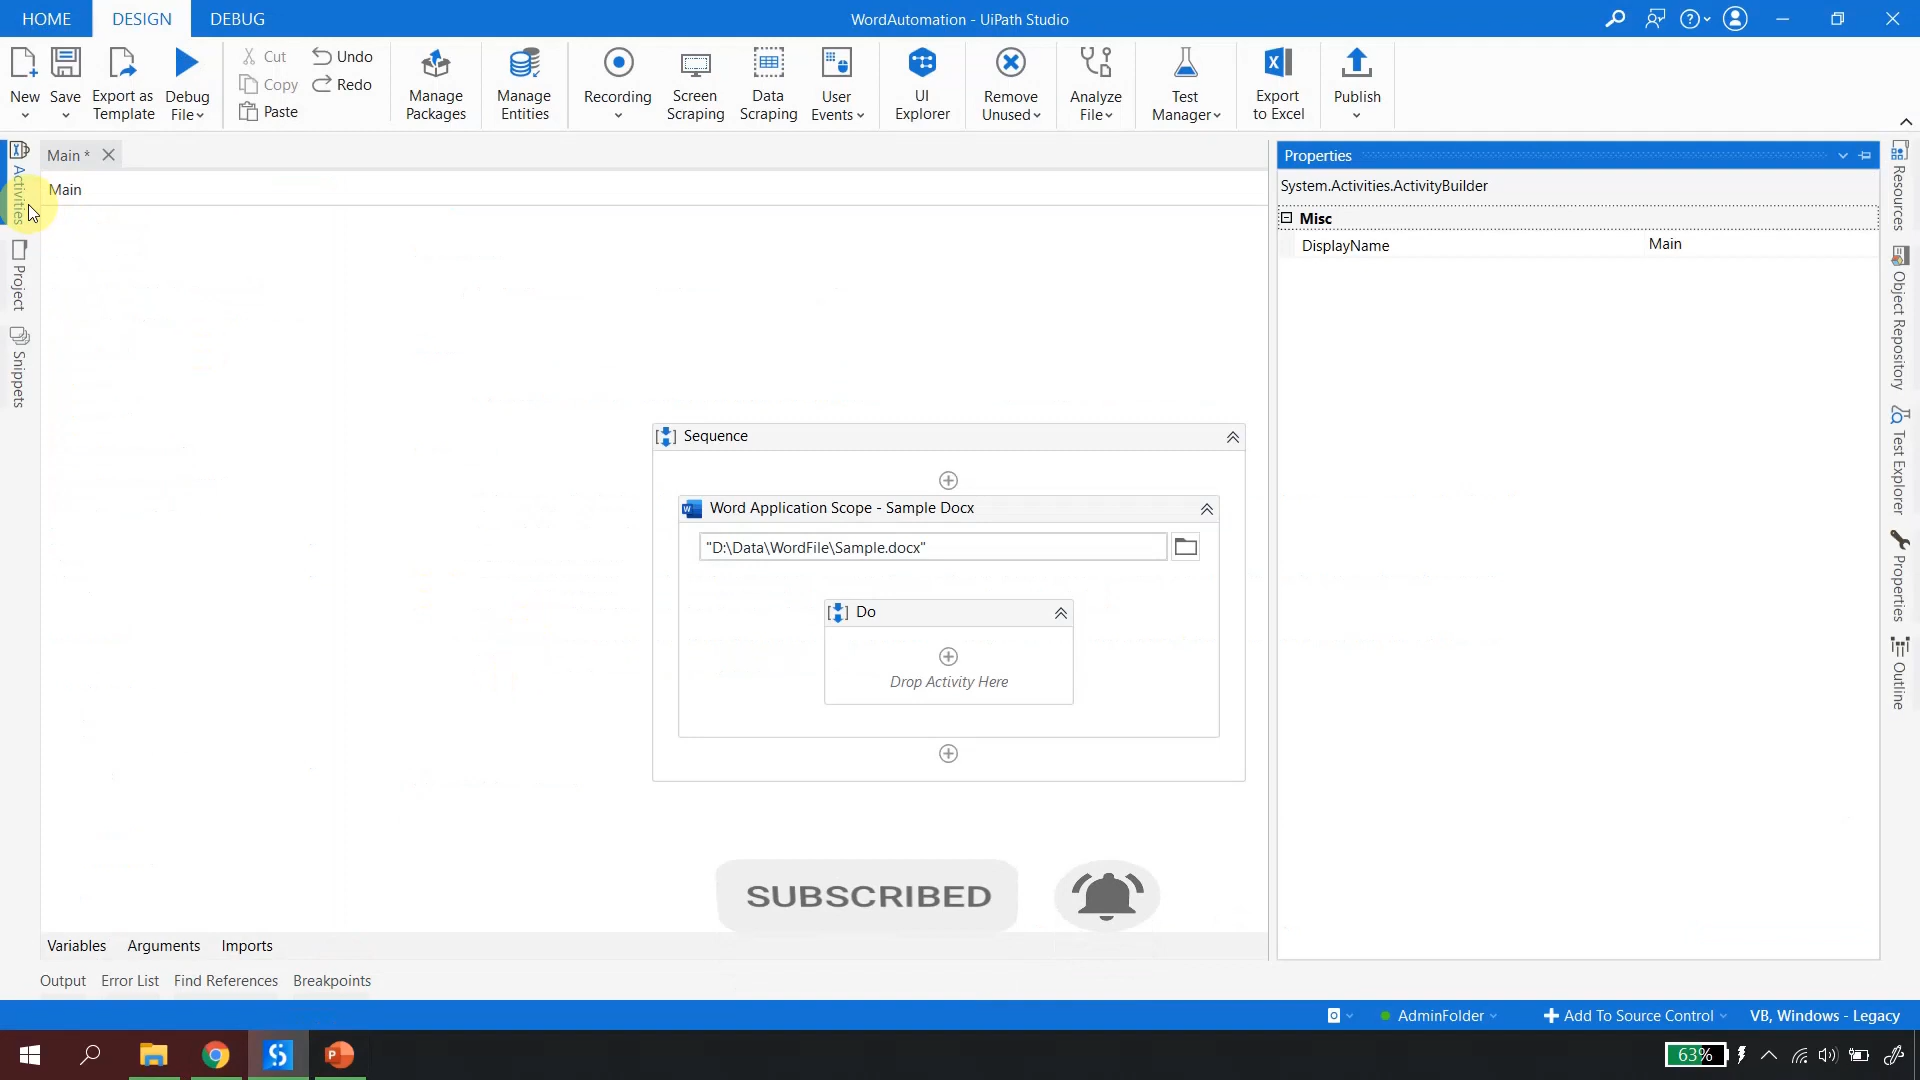 HOME DESIGN DEBUG WordAutomation - UiPath Studio
New Save Export as Template Debug File Cut Copy Paste Undo Redo Manage Packages Manage Entities Recording Screen Scraping Data Scraping User Events UI Explorer Remove Unused Analyze File Test Manager Export to Excel Publish
Activities
Project
Snippets
Main *
Main
Sequence
Word Application Scope - Sample Docx
"D:\Data\WordFile\Sample.docx"
Do
Drop Activity Here
SUBSCRIBED
Properties
System.Activities.ActivityBuilder
Misc
DisplayName Main
Resources
Object Repository
Test Explorer
Properties
Outline
Variables Arguments Imports
Output Error List Find References Breakpoints
AdminFolder Add To Source Control VB, Windows - Legacy
63%